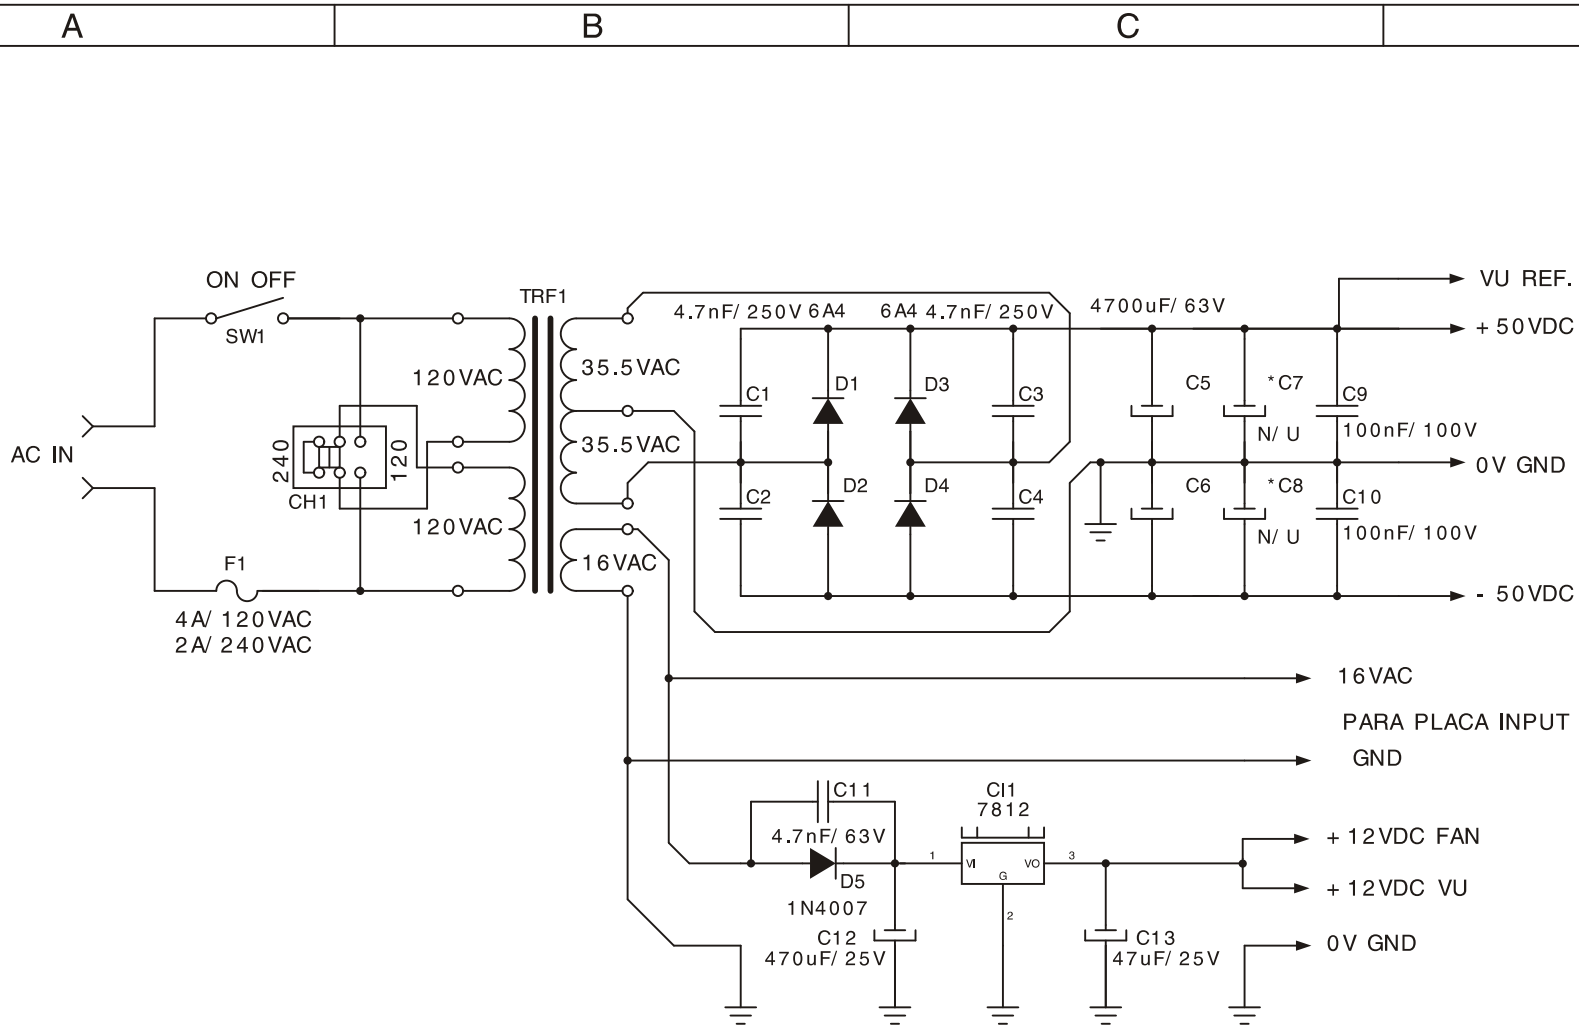 A B C
ON OFF
SW1
TRF1
4.7nF/ 250V 6A4 6A4 4.7nF/ 250V 4700uF/ 63V
VU REF.
+ 50VDC
120VAC 35.5VAC
C1 D1 D3 C3 C5 *C7 C9
N/ U 100nF/ 100V
AC IN 240 120 35.5VAC
0V GND
CH1
C2 D2 D4 C4 C6 *C8 C10
120VAC N/ U 100nF/ 100V
F1 16VAC
- 50VDC
4A/ 120VAC
2A/ 240VAC
16VAC
PARA PLACA INPUT
GND
C11 CI1
7812
4.7nF/ 63V
+ 12VDC FAN
1 VI VO 3
G
D5
+ 12VDC VU
1N4007 2
C12 C13 0V GND
470uF/ 25V 47uF/ 25V